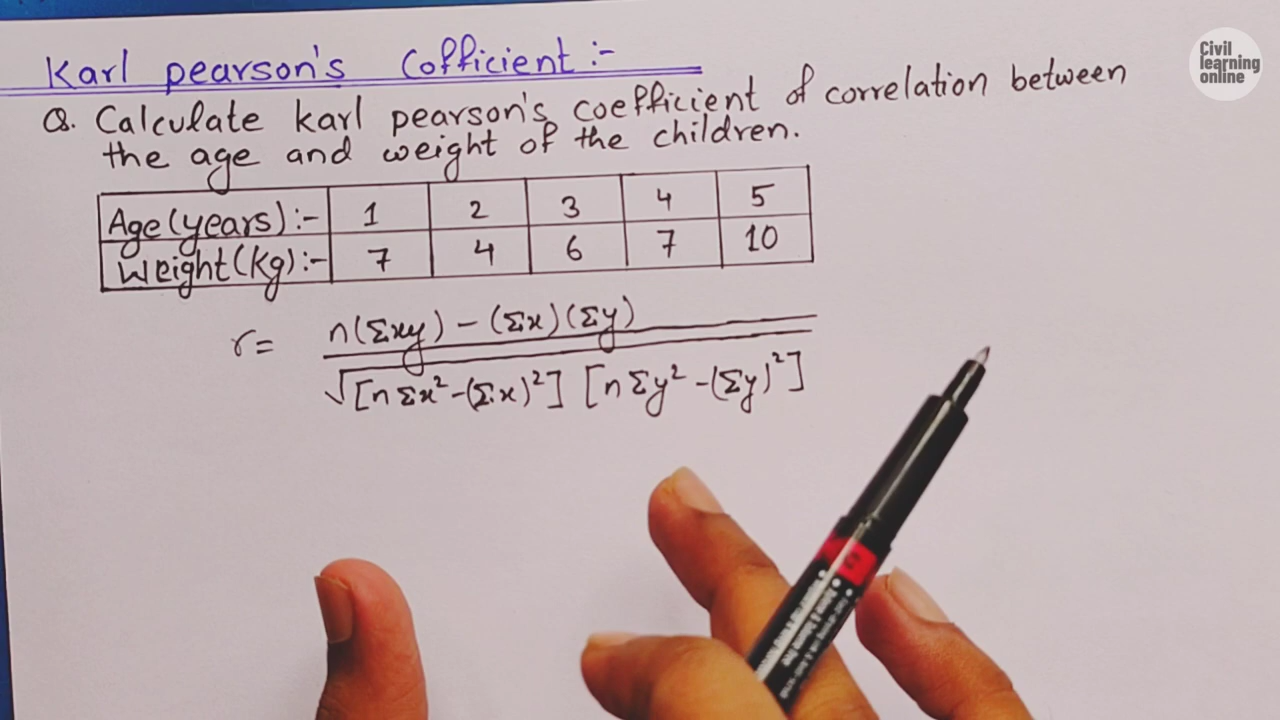 Karl pearson's Cofficient :-
Q. Calculate karl pearson's coefficient of correlation between
the age and weight of the children.
Age(years):- 1 2 3 4 5
Weight(Kg):- 7 4 6 7 10
r= n(Σxy) - (Σx)(Σy)
√[nΣx²-(Σx)²] [nΣy²-(Σy)²]
Civil
learning
online